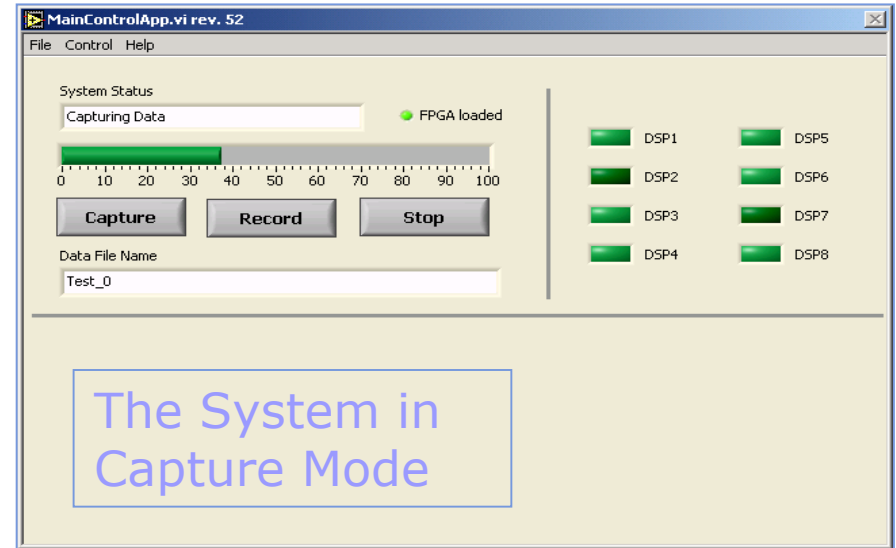 MainControlApp.vi rev. 52
File Control Help
System Status
Capturing Data
FPGA loaded
0 10 20 30 40 50 60 70 80 90 100
Capture Record Stop
Data File Name
Test_0
DSP1 DSP5
DSP2 DSP6
DSP3 DSP7
DSP4 DSP8
The System in
Capture Mode